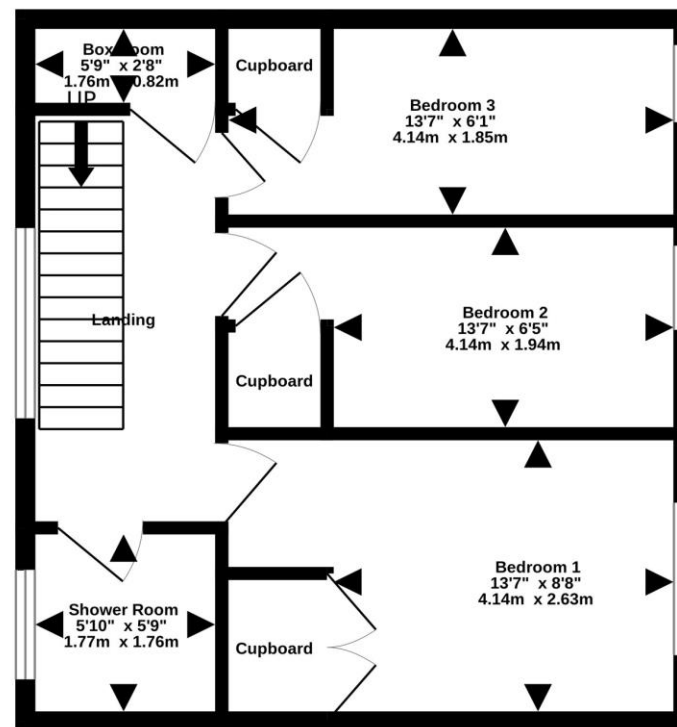 Box Room
5'9" x 2'8"
1.76m x 0.82m
UP
Cupboard
Bedroom 3
13'7" x 6'1"
4.14m x 1.85m
Landing
Bedroom 2
13'7" x 6'5"
4.14m x 1.94m
Cupboard
Bedroom 1
13'7" x 8'8"
4.14m x 2.63m
Shower Room
5'10" x 5'9"
1.77m x 1.76m
Cupboard